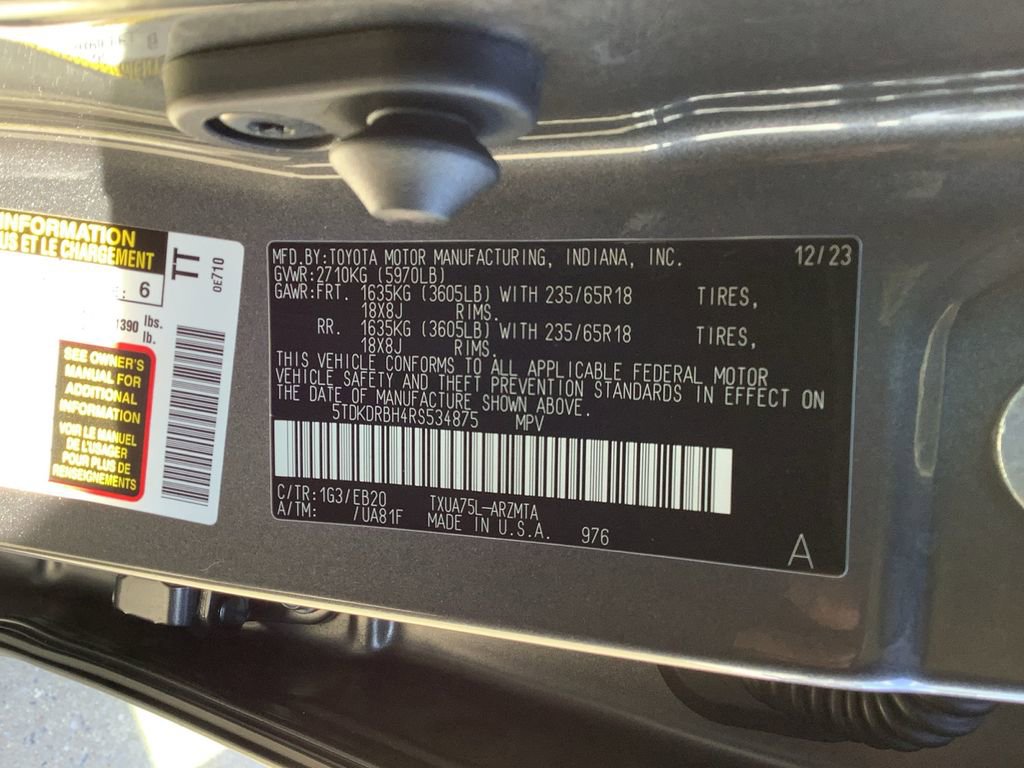 INFORMATION
US ET LE CHARGEMENT
: 6
1390 lbs.
lb.
TT
0E710
SEE OWNER'S
MANUAL FOR
ADDITIONAL
INFORMATION
VOIR LE MANUEL
DE L'USAGER
POUR PLUS DE
RENSEIGNEMENTS
MFD.BY:TOYOTA MOTOR MANUFACTURING, INDIANA, INC. 12/23
GVWR:2710KG (5970LB)
GAWR:FRT. 1635KG (3605LB) WITH 235/65R18 TIRES,
18X8J RIMS.
RR. 1635KG (3605LB) WITH 235/65R18 TIRES,
18X8J RIMS.
THIS VEHICLE CONFORMS TO ALL APPLICABLE FEDERAL MOTOR
VEHICLE SAFETY AND THEFT PREVENTION STANDARDS IN EFFECT ON
THE DATE OF MANUFACTURE SHOWN ABOVE.
5TDKDRBH4RS534875 MPV
C/TR:1G3/EB20 TXUA75L-ARZMTA
A/TM: /UA81F MADE IN U.S.A. 976
A